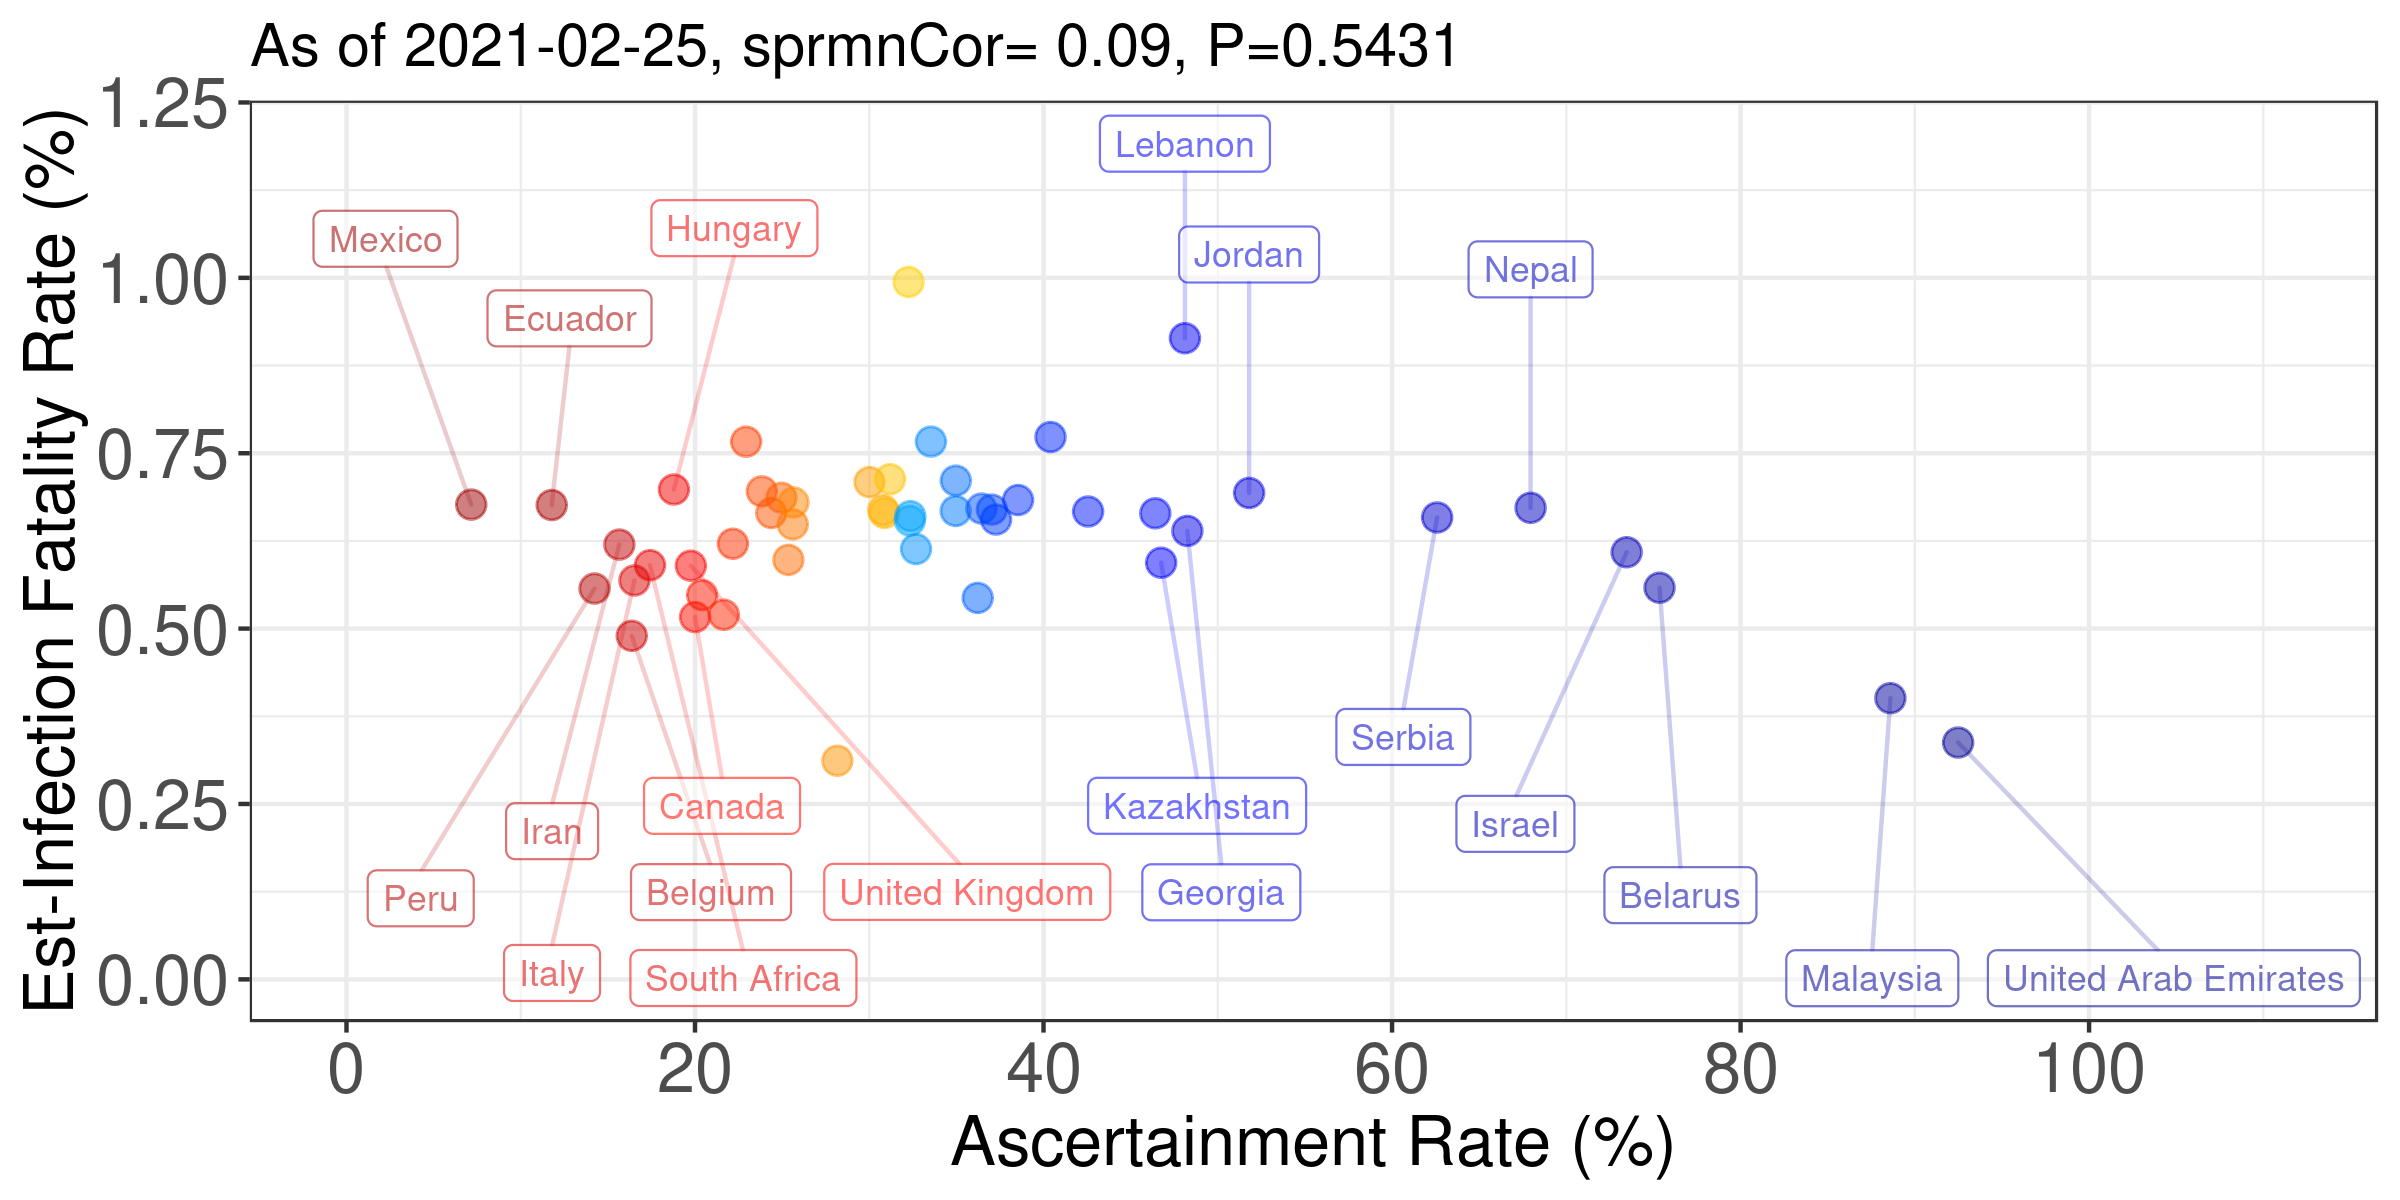 As of 2021-02-25, sprmnCor= 0.09, P=0.5431
Est-Infection Fatality Rate (%)
1.25
1.00
0.75
0.50
0.25
0.00
Lebanon
Hungary
Mexico
Jordan
Nepal
Ecuador
Serbia
Canada
Kazakhstan
Iran
Israel
Peru
Belgium
United Kingdom
Georgia
Belarus
Italy
South Africa
Malaysia
United Arab Emirates
0
20
40
60
80
100
Ascertainment Rate (%)